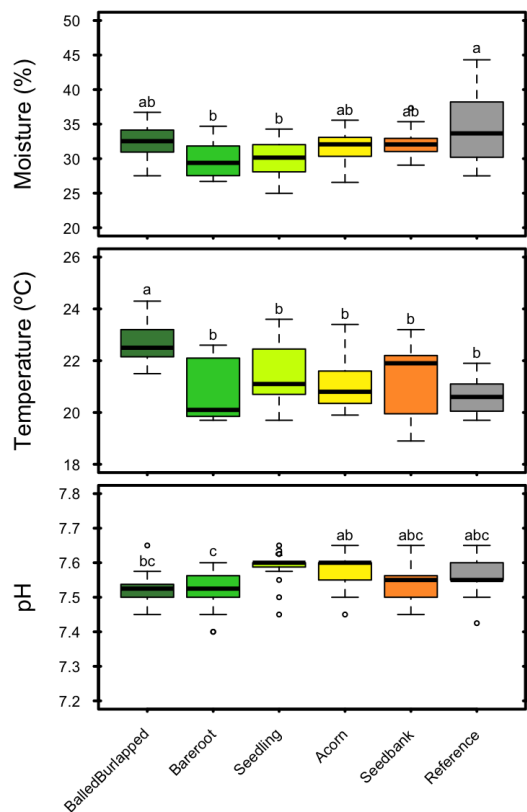 Moisture (%)
50
45
40
35
30
25
20
ab b b ab ab a
Temperature (ºC)
26
24
22
20
18
a b b b b b
pH
7.8
7.7
7.6
7.5
7.4
7.3
7.2
bc c ab abc abc
BalledBurlapped
Bareroot
Seedling
Acorn
Seedbank
Reference